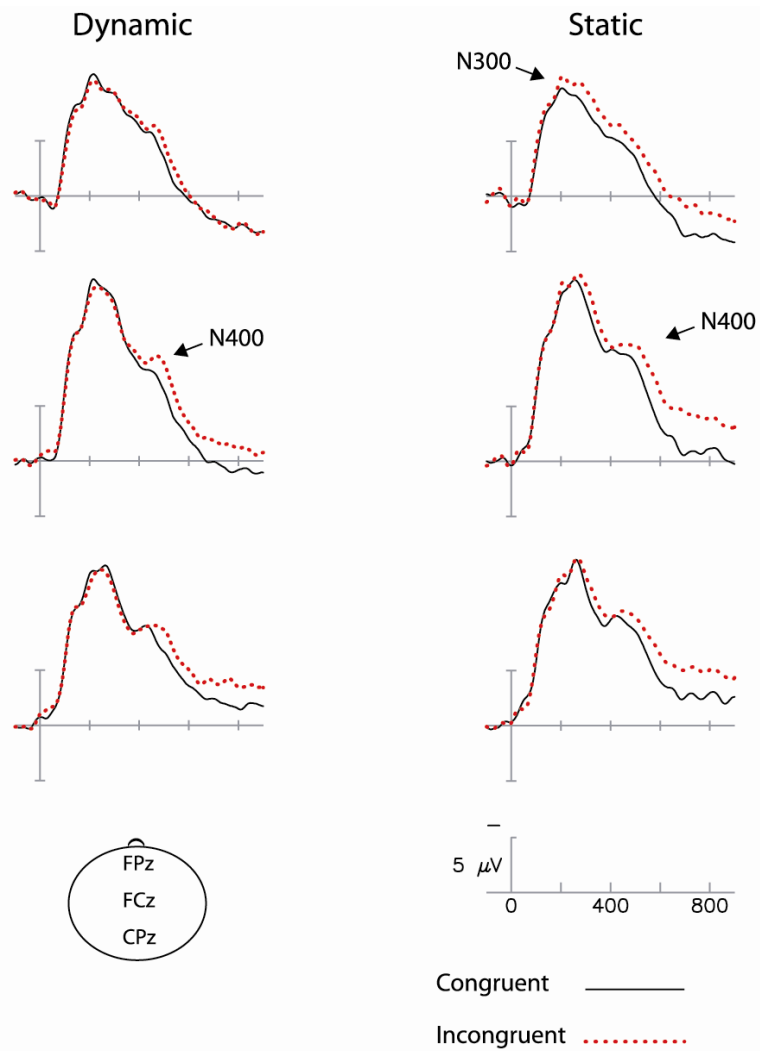 Dynamic
Static
N300
N400
N400
FPz
FCz
CPz
–
5 μV
0 400 800
Congruent
Incongruent